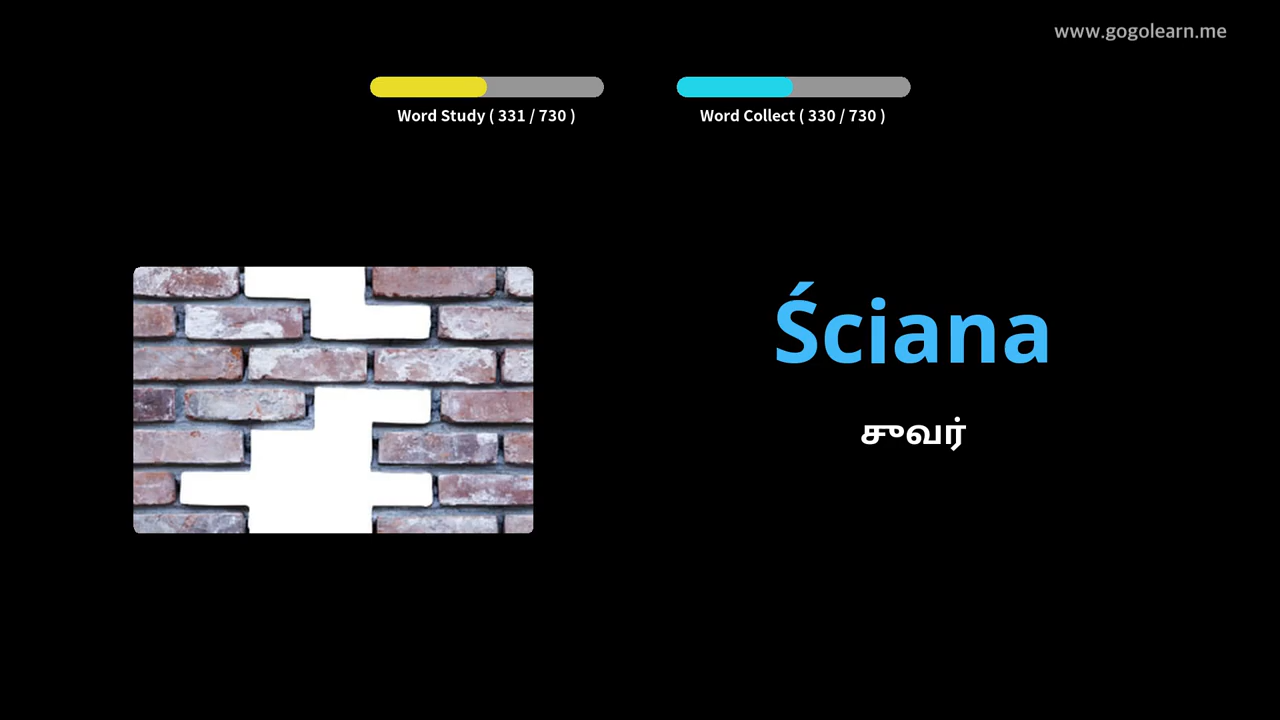 www.gogolearn.me
Word Study ( 331 / 730 )
Word Collect ( 330 / 730 )
Ściana
சுவர்